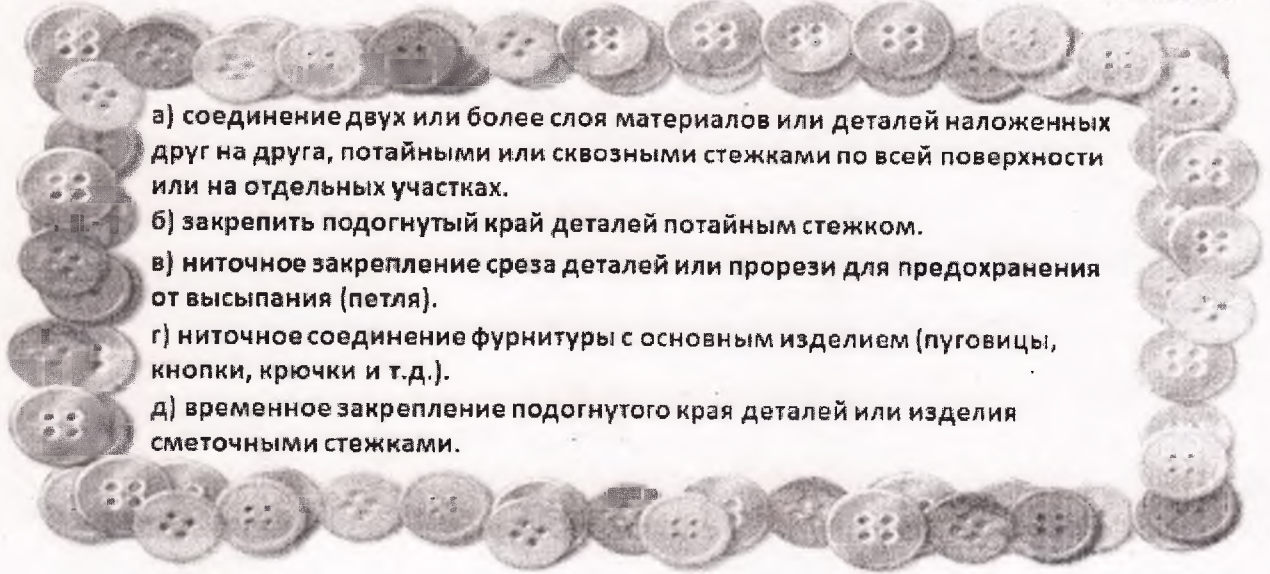 а) соединение двух или более слоя материалов или деталей наложенных
друг на друга, потайными или сквозными стежками по всей поверхности
или на отдельных участках.
б) закрепить подогнутый край деталей потайным стежком.
в) ниточное закрепление среза деталей или прорези для предохранения
от высыпания (петля).
г) ниточное соединение фурнитуры с основным изделием (пуговицы,
кнопки, крючки и т.д.).
д) временное закрепление подогнутого края деталей или изделия
сметочными стежками.